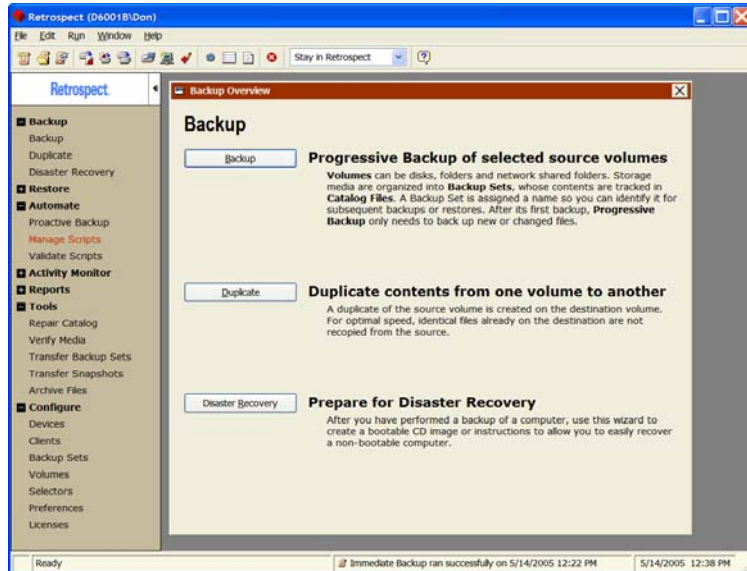 Retrospect (D6001B\Don)
File Edit Run Window Help
Stay in Retrospect
Retrospect
Backup
Backup
Duplicate
Disaster Recovery
Restore
Automate
Proactive Backup
Manage Scripts
Validate Scripts
Activity Monitor
Reports
Tools
Repair Catalog
Verify Media
Transfer Backup Sets
Transfer Snapshots
Archive Files
Configure
Devices
Clients
Backup Sets
Volumes
Selectors
Preferences
Licenses
Backup Overview
Backup
Backup
Progressive Backup of selected source volumes
Volumes can be disks, folders and network shared folders. Storage
media are organized into Backup Sets, whose contents are tracked in
Catalog Files. A Backup Set is assigned a name so you can identify it for
subsequent backups or restores. After its first backup, Progressive
Backup only needs to back up new or changed files.
Duplicate
Duplicate contents from one volume to another
A duplicate of the source volume is created on the destination volume.
For optimal speed, identical files already on the destination are not
recopied from the source.
Disaster Recovery
Prepare for Disaster Recovery
After you have performed a backup of a computer, use this wizard to
create a bootable CD image or instructions to allow you to easily recover
a non-bootable computer.
Ready
Immediate Backup ran successfully on 5/14/2005 12:22 PM
5/14/2005 12:38 PM